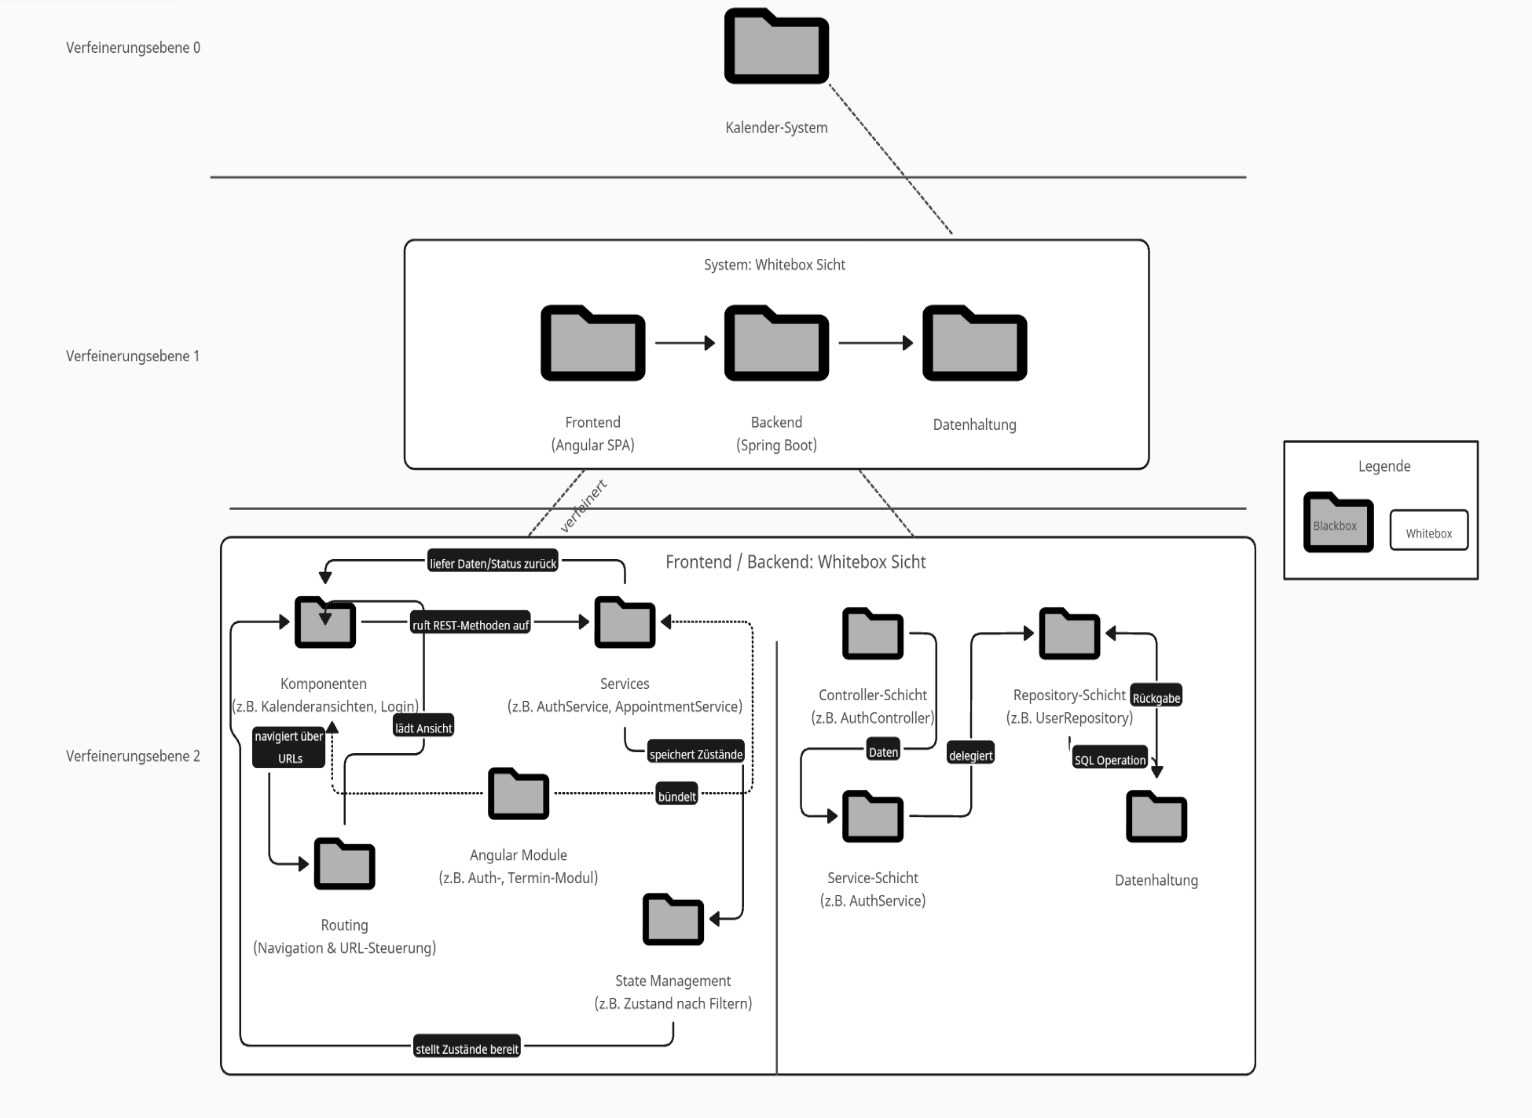 Verfeinerungsebene 0
Kalender-System
System: Whitebox Sicht
Verfeinerungsebene 1
Frontend
(Angular SPA)
Backend
(Spring Boot)
Datenhaltung
Legende
Blackbox
Whitebox
verfeinert
Frontend / Backend: Whitebox Sicht
liefer Daten/Status zurück
ruft REST-Methoden auf
Komponenten
(z.B. Kalenderansichten, Login)
Services
(z.B. AuthService, AppointmentService)
lädt Ansicht
navigiert über
URLs
speichert Züstände
Verfeinerungsebene 2
bündelt
Angular Module
(z.B. Auth-, Termin-Modul)
Routing
(Navigation & URL-Steuerung)
State Management
(z.B. Zustand nach Filtern)
stellt Zustände bereit
Controller-Schicht
(z.B. AuthController)
Repository-Schicht
(z.B. UserRepository)
Rückgabe
Daten
delegiert
SQL Operation
Service-Schicht
(z.B. AuthService)
Datenhaltung